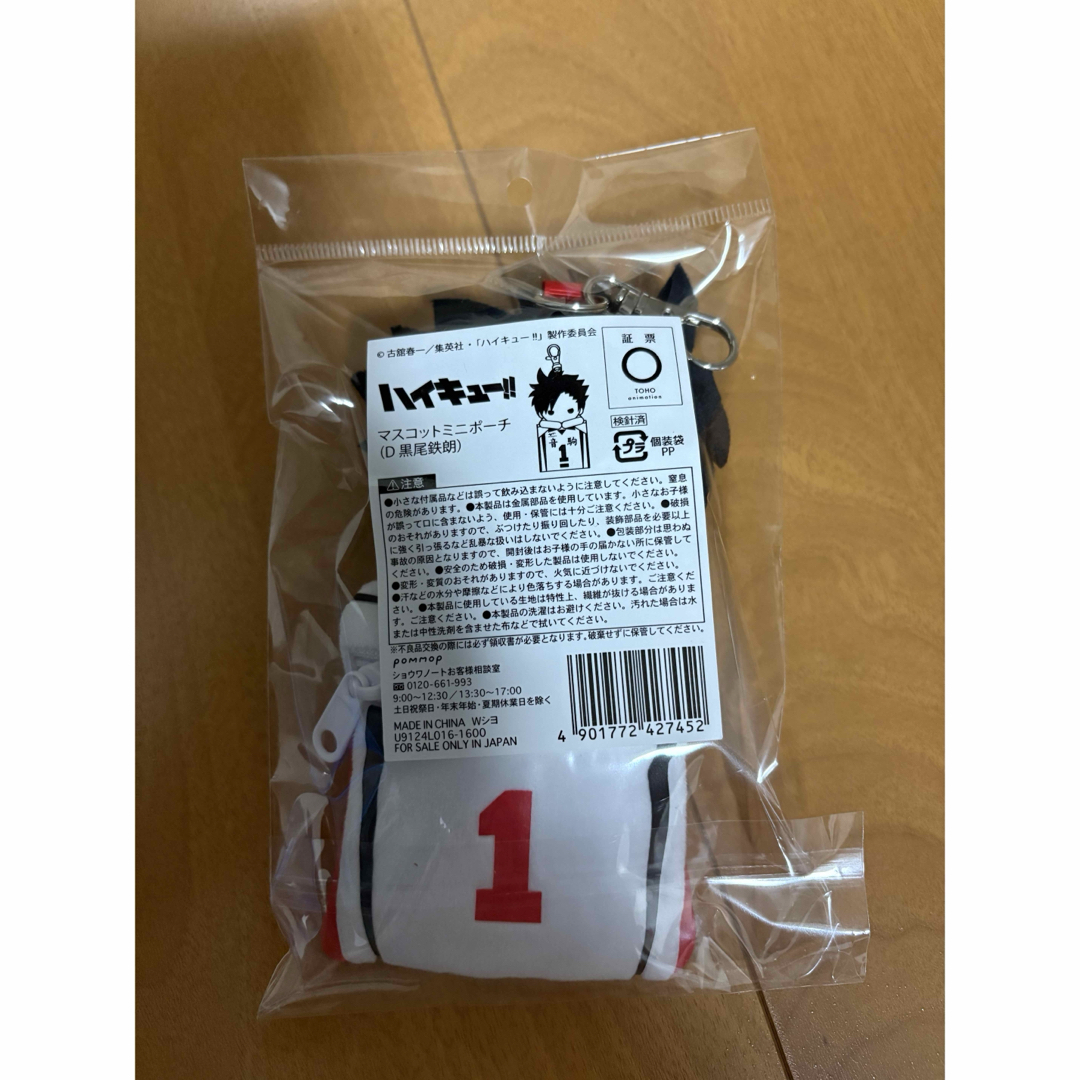 ©古舘春一/集英社・「ハイキュー!!」製作委員会
証票
TOHO
animation
ハイキュー!!
マスコットミニポーチ
(D 黒尾鉄朗)
音駒
1
検針済
プラ
個装袋
PP
⚠注意
●小さな付属品などは誤って飲み込まないように注意してください。窒息
の危険があります。●本製品は金属部品を使用しています。小さなお子様
が誤って口に含まないよう、使用・保管には十分ご注意ください。●破損
のおそれがありますので、ぶつけたり振り回したり、装飾部品を必要以上
に強く引っ張るなど乱暴な扱いはしないでください。●包装部分は思わぬ
事故の原因となりますので、開封後はお子様の手の届かない所に保管して
ください。●安全のため破損・変形した製品は使用しないでください。
●変形・変質のおそれがありますので、火気に近づけないでください。
●汗などの水分や摩擦などにより色落ちする場合があります。ご注意くだ
さい。●本製品に使用している生地は特性上、繊維が抜ける場合がありま
す。ご注意ください。●本製品の洗濯はお避けください。汚れた場合は水
または中性洗剤を含ませた布などで拭いてください。
※不良品交換の際には必ず領収書が必要となります。破棄せずに保管してください。
pommop
ショウワノートお客様相談室
0120-661-993
9:00〜12:30/13:30〜17:00
土日祝祭日・年末年始・夏期休業日を除く
MADE IN CHINA Wシヨ
U9124L016-1600
FOR SALE ONLY IN JAPAN
4 901772 427452
1